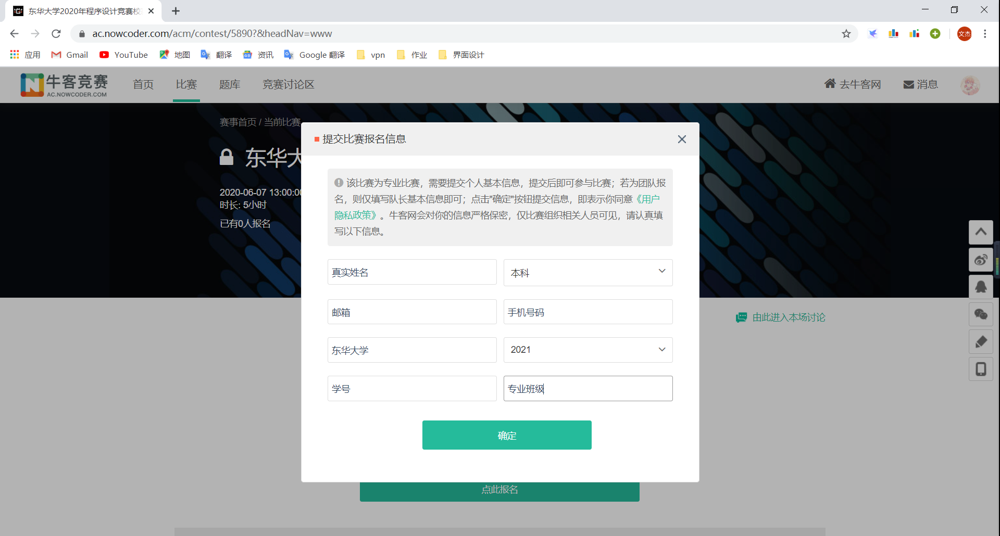 东华大学2020年程序设计竞赛校
ac.nowcoder.com/acm/contest/5890?&headNav=www
文杰
应用 Gmail YouTube 地图 翻译 资讯 Google 翻译 vpn 作业 界面设计
牛客竞赛
AC.NOWCODER.COM
首页 比赛 题库 竞赛讨论区 去牛客网 消息
赛事首页 / 当前比赛
东华大
2020-06-07 13:00:00
时长: 5小时
已有0人报名
提交比赛报名信息
该比赛为专业比赛，需要提交个人基本信息，提交后即可参与比赛；若为团队报
名，则仅填写队长基本信息即可；点击"确定"按钮提交信息，即表示你同意《用户
隐私政策》。牛客网会对你的信息严格保密，仅比赛组织相关人员可见，请认真填
写以下信息。
真实姓名 本科
邮箱 手机号码
由此进入本场讨论
东华大学 2021
学号 专业班级
确定
点此报名